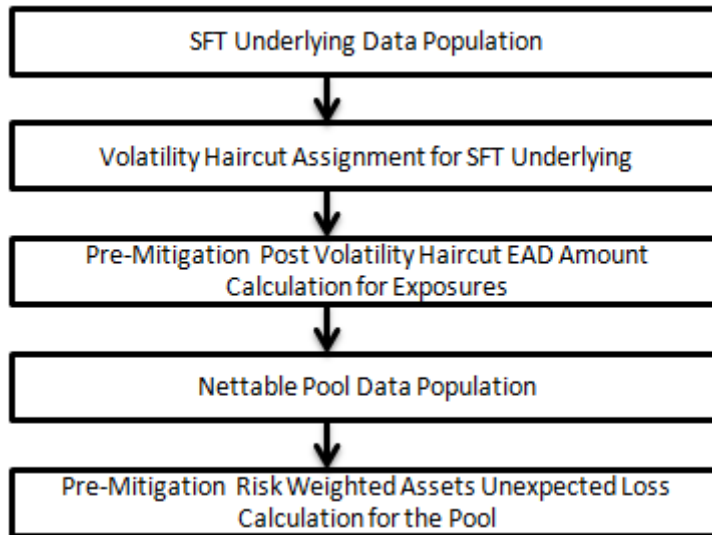 SFT Underlying Data Population
Volatility Haircut Assignment for SFT Underlying
Pre-Mitigation Post Volatility Haircut EAD Amount
Calculation for Exposures
Nettable Pool Data Population
Pre-Mitigation Risk Weighted Assets Unexpected Loss
Calculation for the Pool